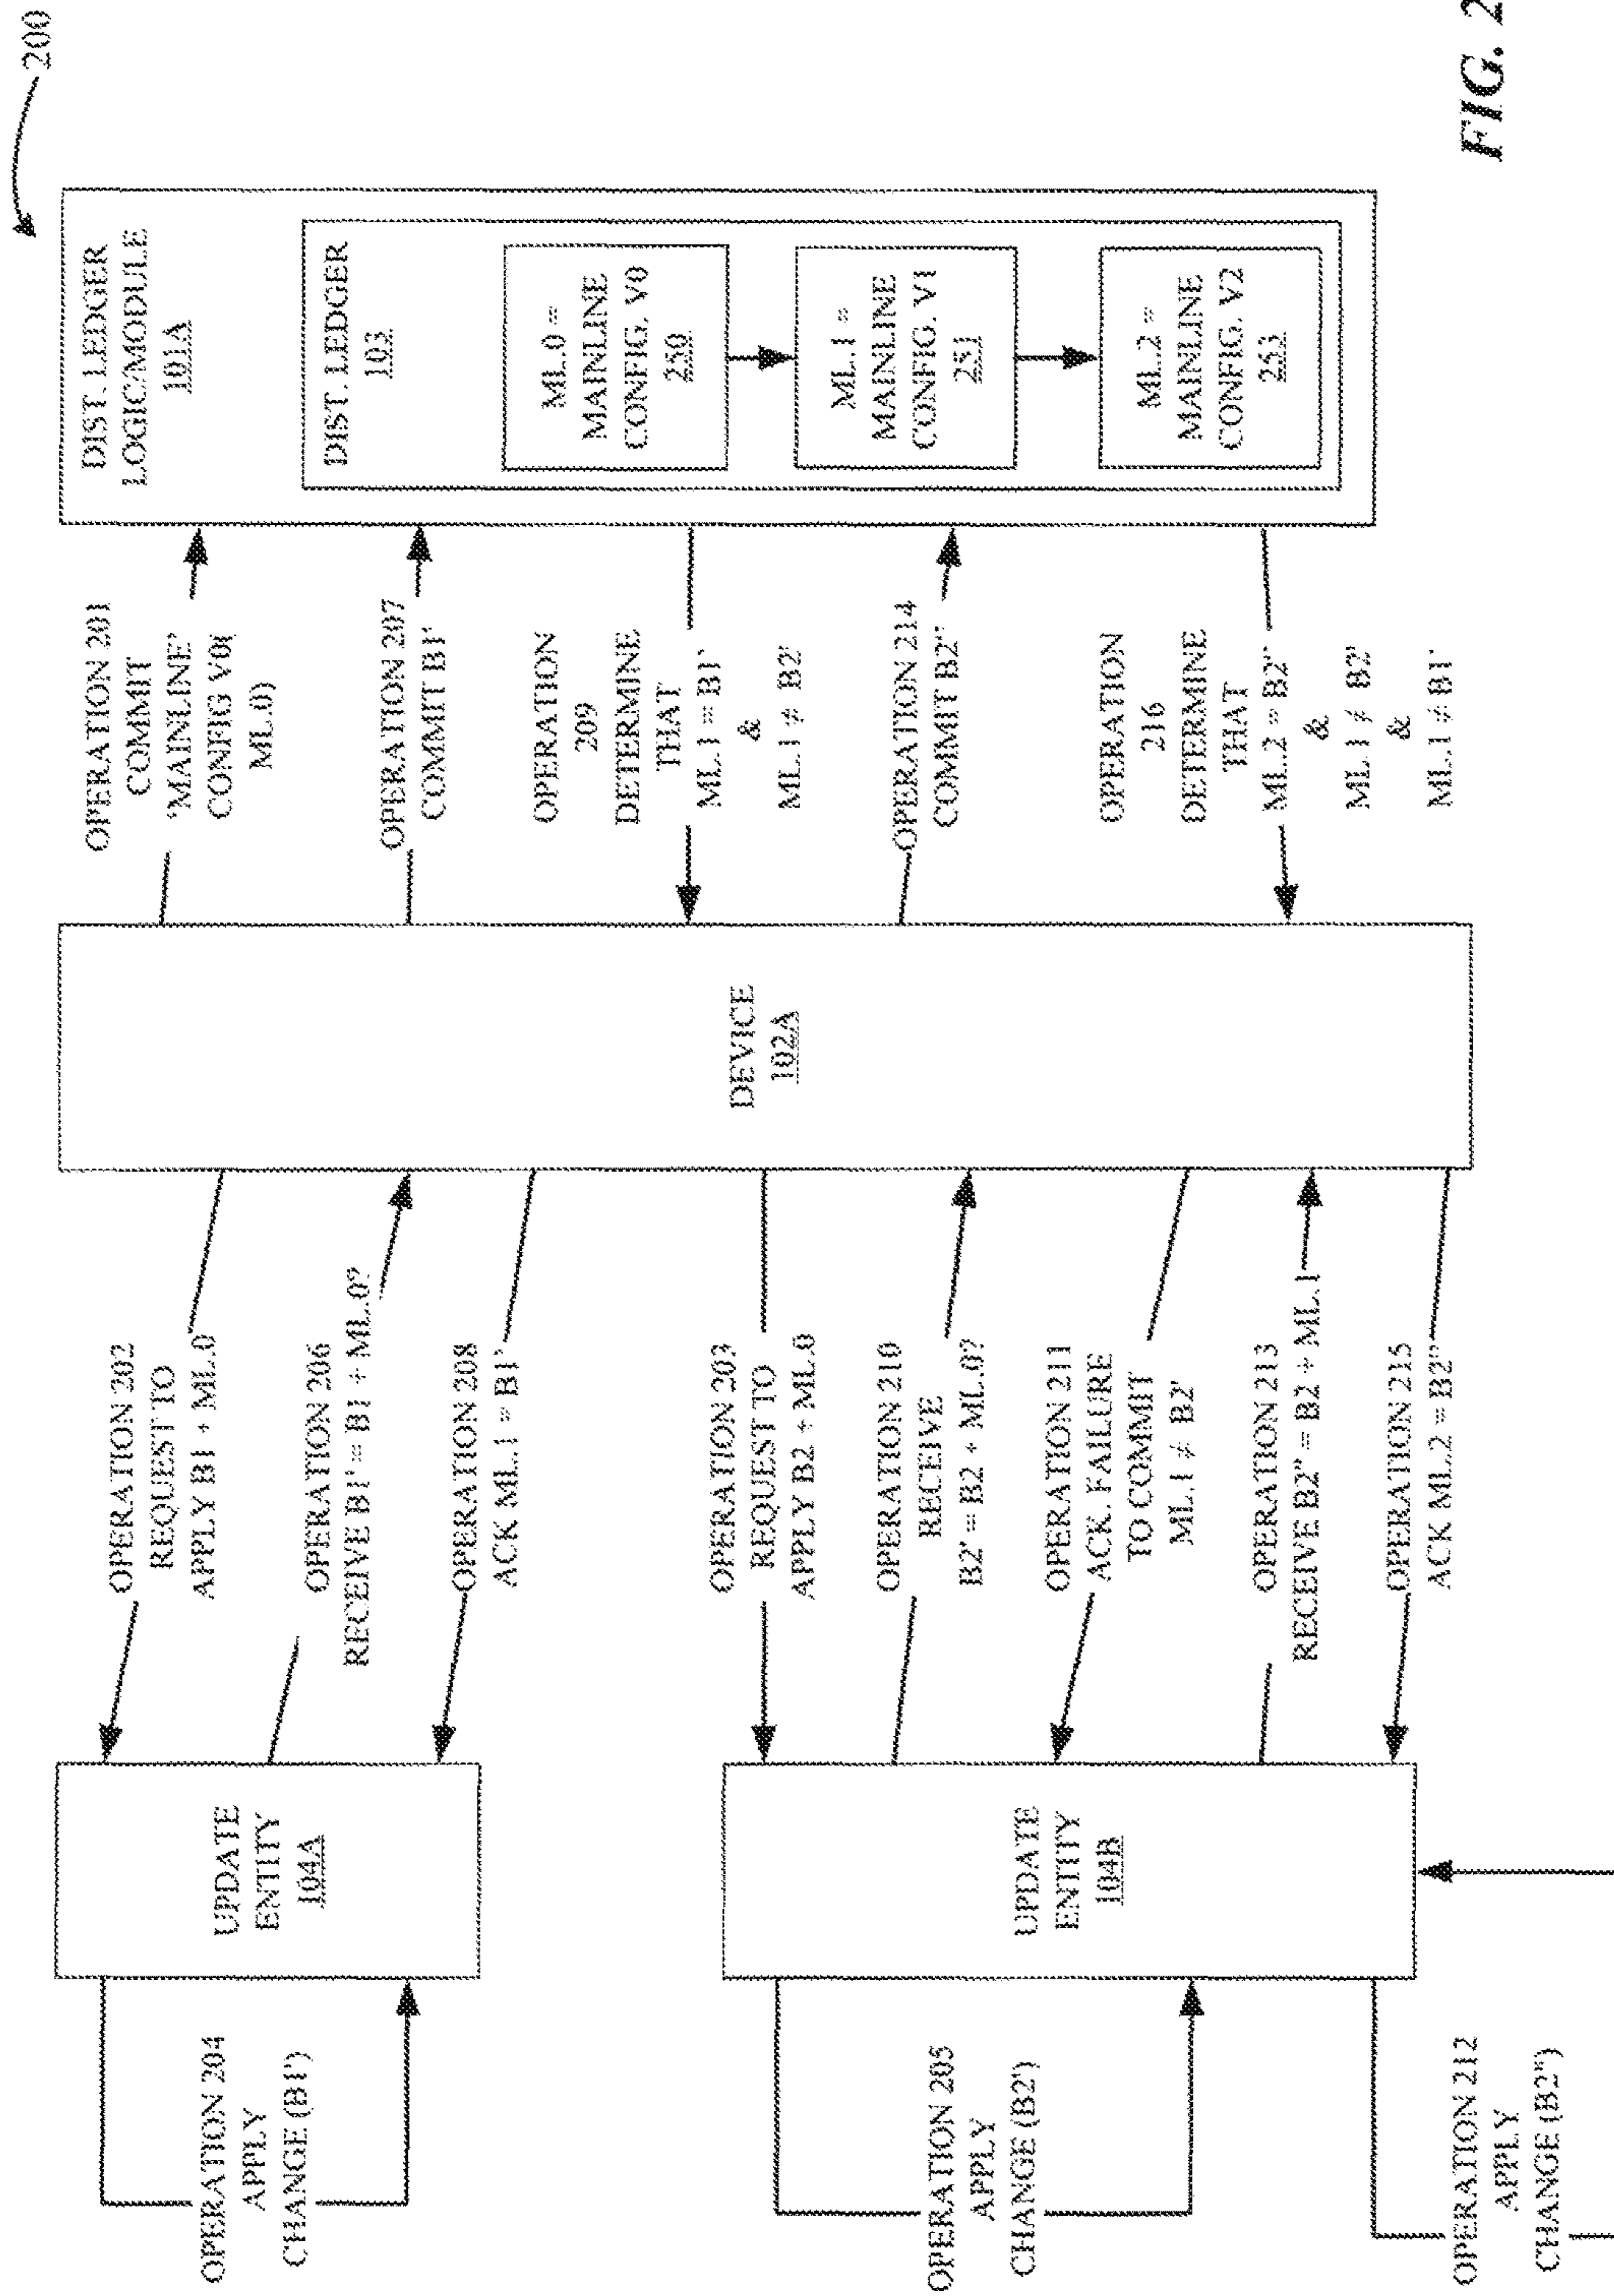 200
DIST. LEDGER
LOGIC/MODULE
101A
DIST. LEDGER
103
ML.0 =
MAINLINE
CONFIG. V0
250
ML.1 =
MAINLINE
CONFIG. V1
251
ML.2 =
MAINLINE
CONFIG. V2
253
OPERATION 201
COMMIT
'MAINLINE'
CONFIG V0(
ML.0)
OPERATION 207
COMMIT B1'
OPERATION
209
DETERMINE
THAT
ML.1 = B1'
&
ML.1 ≠ B2'
OPERATION 214
COMMIT B2"
OPERATION
216
DETERMINE
THAT
ML.2 = B2"
&
ML.1 ≠ B2'
&
ML.1 ≠ B1'
DEVICE
102A
OPERATION 202
REQUEST TO
APPLY B1 + ML.0
OPERATION 206
RECEIVE B1' = B1 + ML.0?
OPERATION 208
ACK ML.1 = B1'
OPERATION 203
REQUEST TO
APPLY B2 + ML.0
OPERATION 210
RECEIVE
B2' = B2 + ML.0?
OPERATION 211
ACK. FAILURE
TO COMMIT
ML.1 ≠ B2'
OPERATION 213
RECEIVE B2" = B2 + ML.1
OPERATION 215
ACK ML.2 = B2"
UPDATE
ENTITY
104A
UPDATE
ENTITY
104B
OPERATION 204
APPLY
CHANGE (B1')
OPERATION 205
APPLY
CHANGE (B2')
OPERATION 212
APPLY
CHANGE (B2")
FIG. 2